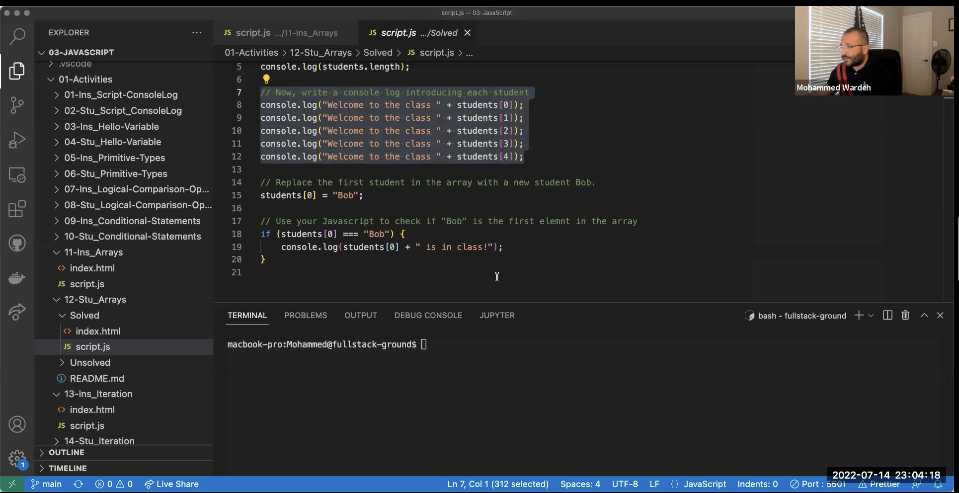 script.js — 03-JavaScript
EXPLORER
JS script.js .../11-Ins_Arrays
JS script.js .../Solved
01-Activities > 12-Stu_Arrays > Solved > JS script.js > ...
03-JAVASCRIPT
.vscode
01-Activities
01-Ins_Script-ConsoleLog
02-Stu_Script_ConsoleLog
03-Ins_Hello-Variable
04-Stu_Hello-Variable
05-Ins_Primitive-Types
06-Stu_Primitive-Types
07-Ins_Logical-Comparison-Op...
08-Stu_Logical-Comparison-Op...
09-Ins_Conditional-Statements
10-Stu_Conditional-Statements
11-Ins_Arrays
<> index.html
JS script.js
12-Stu_Arrays
Solved
<> index.html
JS script.js
Unsolved
README.md
13-Ins_Iteration
<> index.html
JS script.js
14-Stu_Iteration
OUTLINE
TIMELINE
5 console.log(students.length);
6
7 // Now, write a console log introducing each student
8 console.log("Welcome to the class " + students[0]);
9 console.log("Welcome to the class " + students[1]);
10 console.log("Welcome to the class " + students[2]);
11 console.log("Welcome to the class " + students[3]);
12 console.log("Welcome to the class " + students[4]);
13
14 // Replace the first student in the array with a new student Bob.
15 students[0] = "Bob";
16
17 // Use your Javascript to check if "Bob" is the first elemnt in the array
18 if (students[0] === "Bob") {
19 console.log(students[0] + " is in class!");
20 }
21
Mohammed Wardeh
TERMINAL PROBLEMS OUTPUT DEBUG CONSOLE JUPYTER
bash - fullstack-ground
macbook-pro:Mohammed@fullstack-ground$
1
2022-07-14 23:04:18
main 0 0 Live Share Ln 7, Col 1 (312 selected) Spaces: 4 UTF-8 LF {} JavaScript Indents: 0 Port : 5501 Prettier